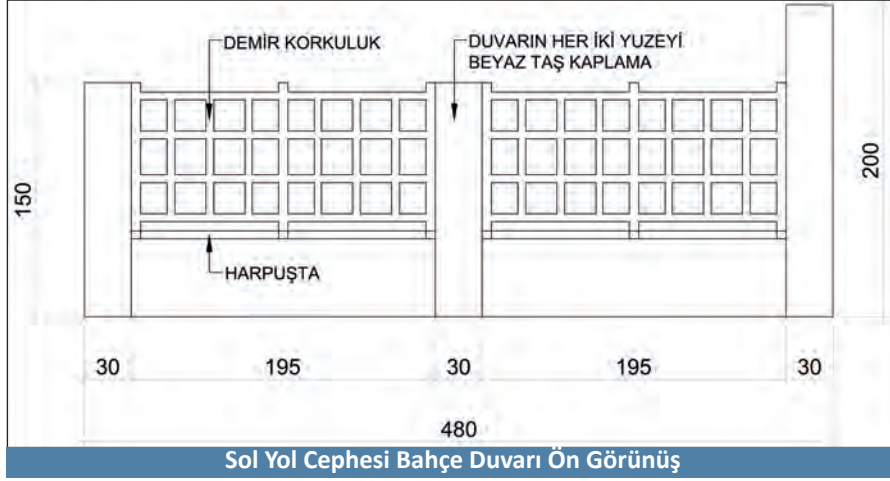 DEMİR KORKULUK
DUVARIN HER İKİ YUZEYİ
BEYAZ TAŞ KAPLAMA
150
200
HARPUŞTA
30
195
30
195
30
480
Sol Yol Cephesi Bahçe Duvarı Ön Görünüş